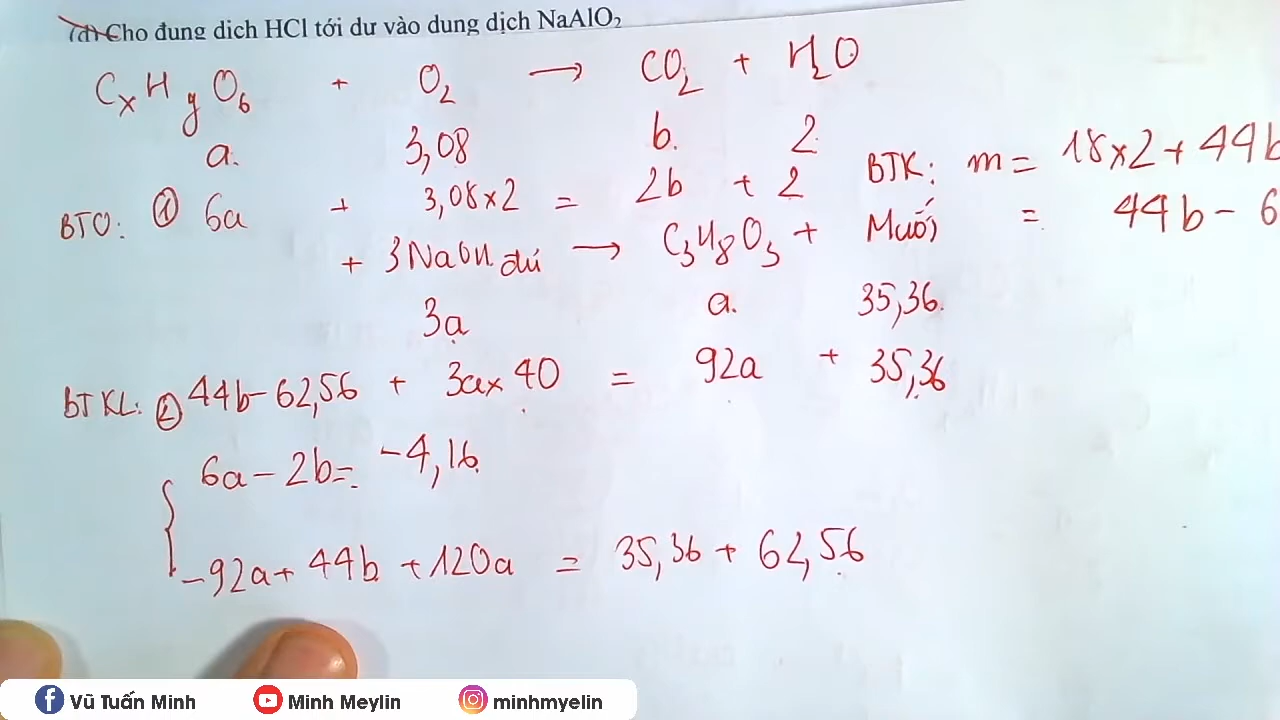 (d) Cho dung dịch HCl tới dư vào dung dịch NaAlO₂
CxHyO₆ + O₂ → CO₂ + H₂O
a. 3,08 b. 2
BTO: ① 6a + 3,08×2 = 2b + 2
BTK: m = 18×2 + 44b
= 44b - 6
+ 3NaOH dư → C₃H₈O₃ + Muối
3a a. 35,36.
BTKL: ② 44b - 62,56 + 3a×40 = 92a + 35,36
6a - 2b = -4,16
-92a + 44b + 120a = 35,36 + 62,56
Vũ Tuấn Minh Minh Meylin minhmyelin